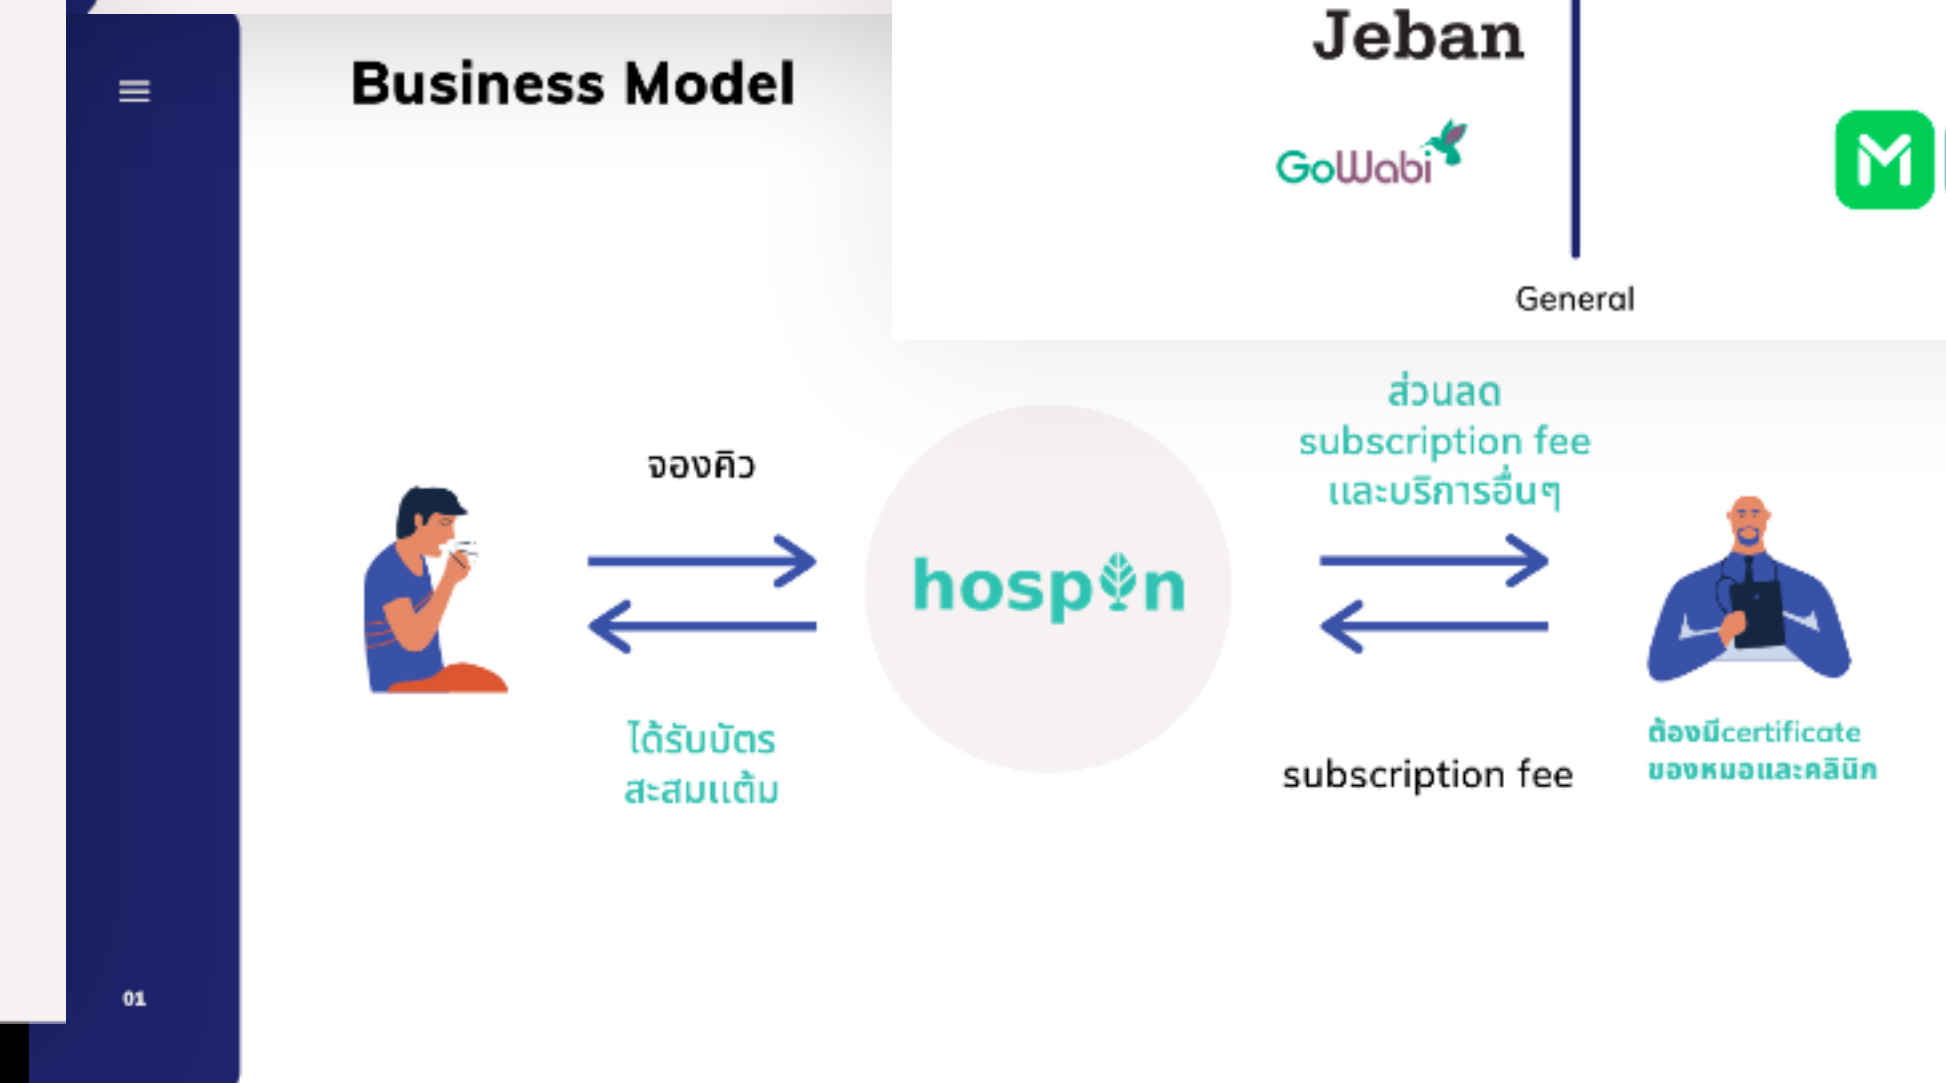 Business Model
Jeban
GoWabi
M
General
จองคิว
ได้รับบัตร
สะสมแต้ม
hospin
ส่วนลด
subscription fee
และบริการอื่นๆ
subscription fee
ต้องมีcertificate
ของหมอและคลินิก
01